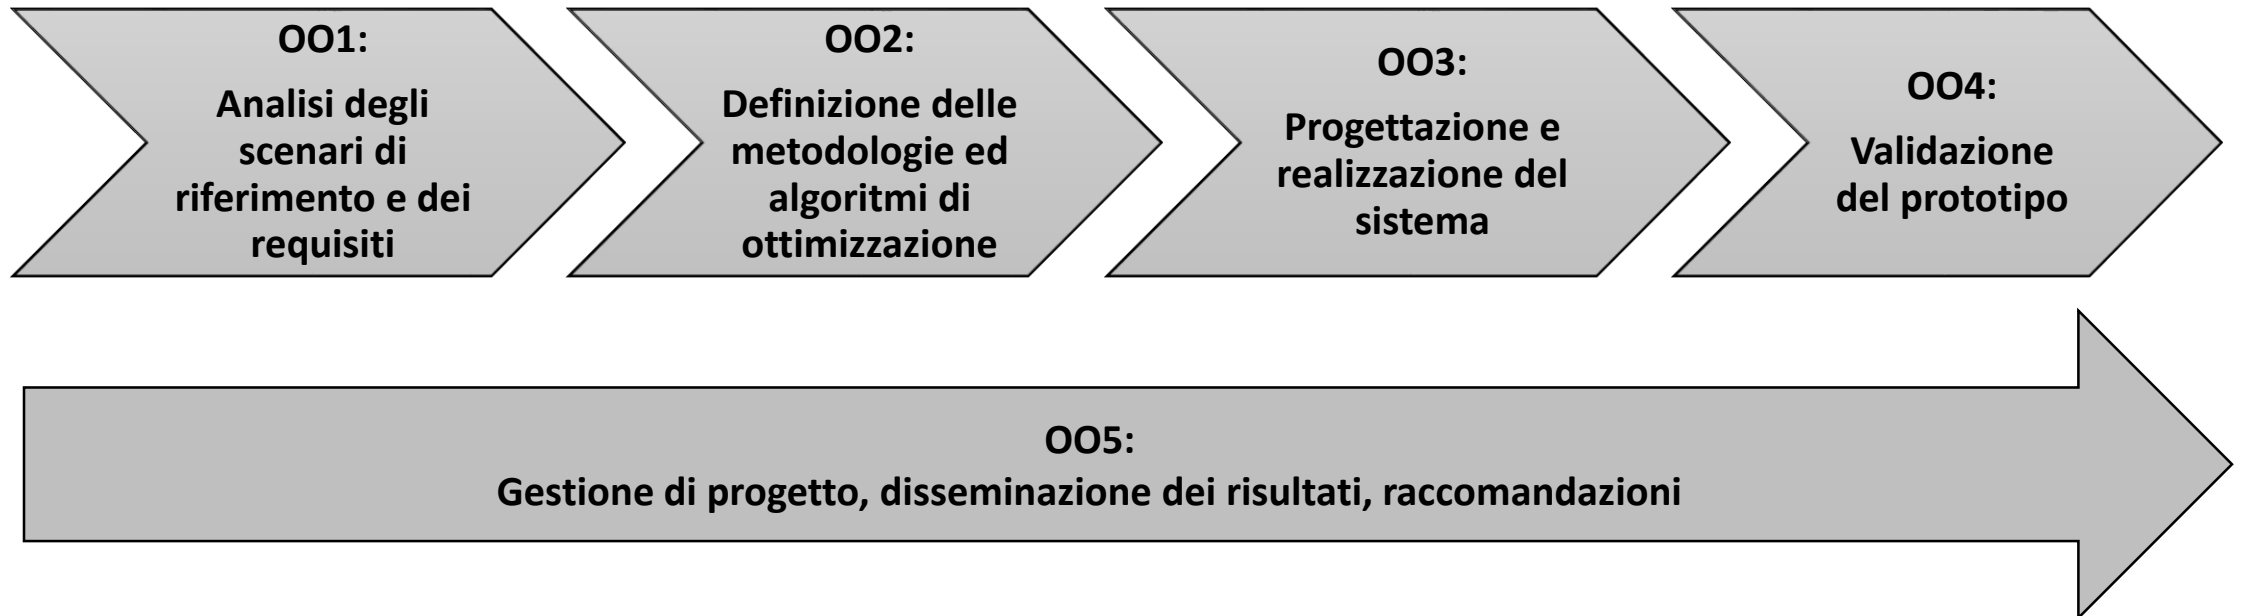 OO1:
Analisi degli
scenari di
riferimento e dei
requisiti
OO2:
Definizione delle
metodologie ed
algoritmi di
ottimizzazione
OO3:
Progettazione e
realizzazione del
sistema
OO4:
Validazione
del prototipo
OO5:
Gestione di progetto, disseminazione dei risultati, raccomandazioni